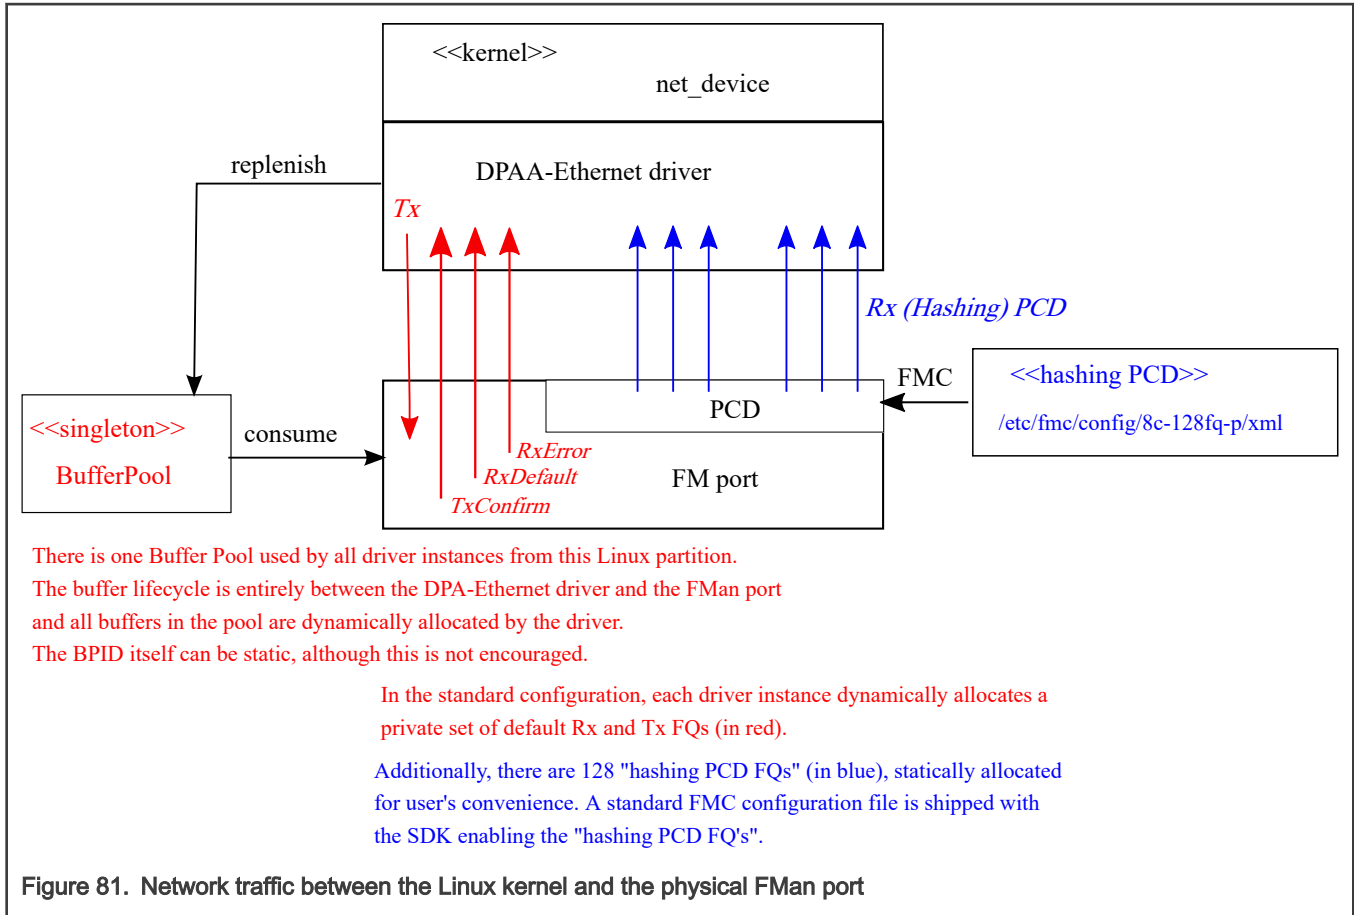 <<kernel>>
net_device
replenish
DPAA-Ethernet driver
Tx
Rx (Hashing) PCD
FMC
<<hashing PCD>>
/etc/fmc/config/8c-128fq-p/xml
PCD
<<singleton>>
BufferPool
consume
RxError
RxDefault
TxConfirm
FM port
There is one Buffer Pool used by all driver instances from this Linux partition.
The buffer lifecycle is entirely between the DPA-Ethernet driver and the FMan port
and all buffers in the pool are dynamically allocated by the driver.
The BPID itself can be static, although this is not encouraged.
In the standard configuration, each driver instance dynamically allocates a
private set of default Rx and Tx FQs (in red).
Additionally, there are 128 "hashing PCD FQs" (in blue), statically allocated
for user's convenience. A standard FMC configuration file is shipped with
the SDK enabling the "hashing PCD FQ's".
Figure 81. Network traffic between the Linux kernel and the physical FMan port